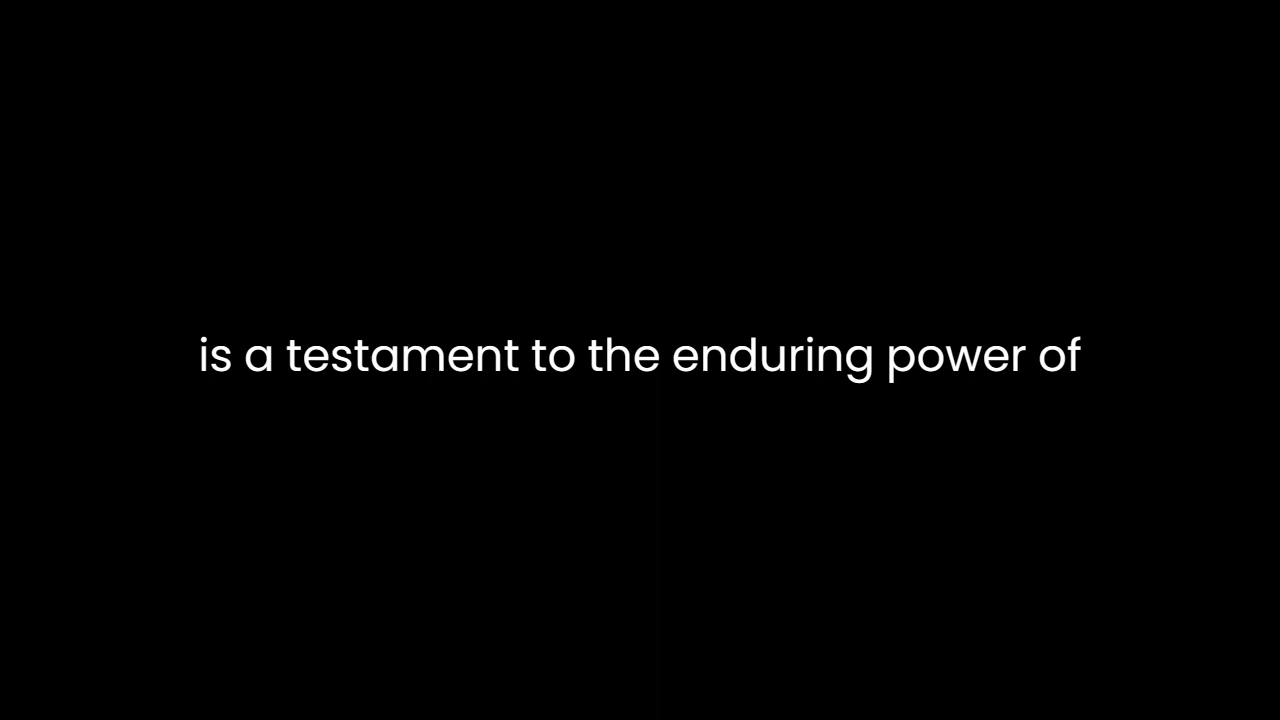 is a testament to the enduring power of